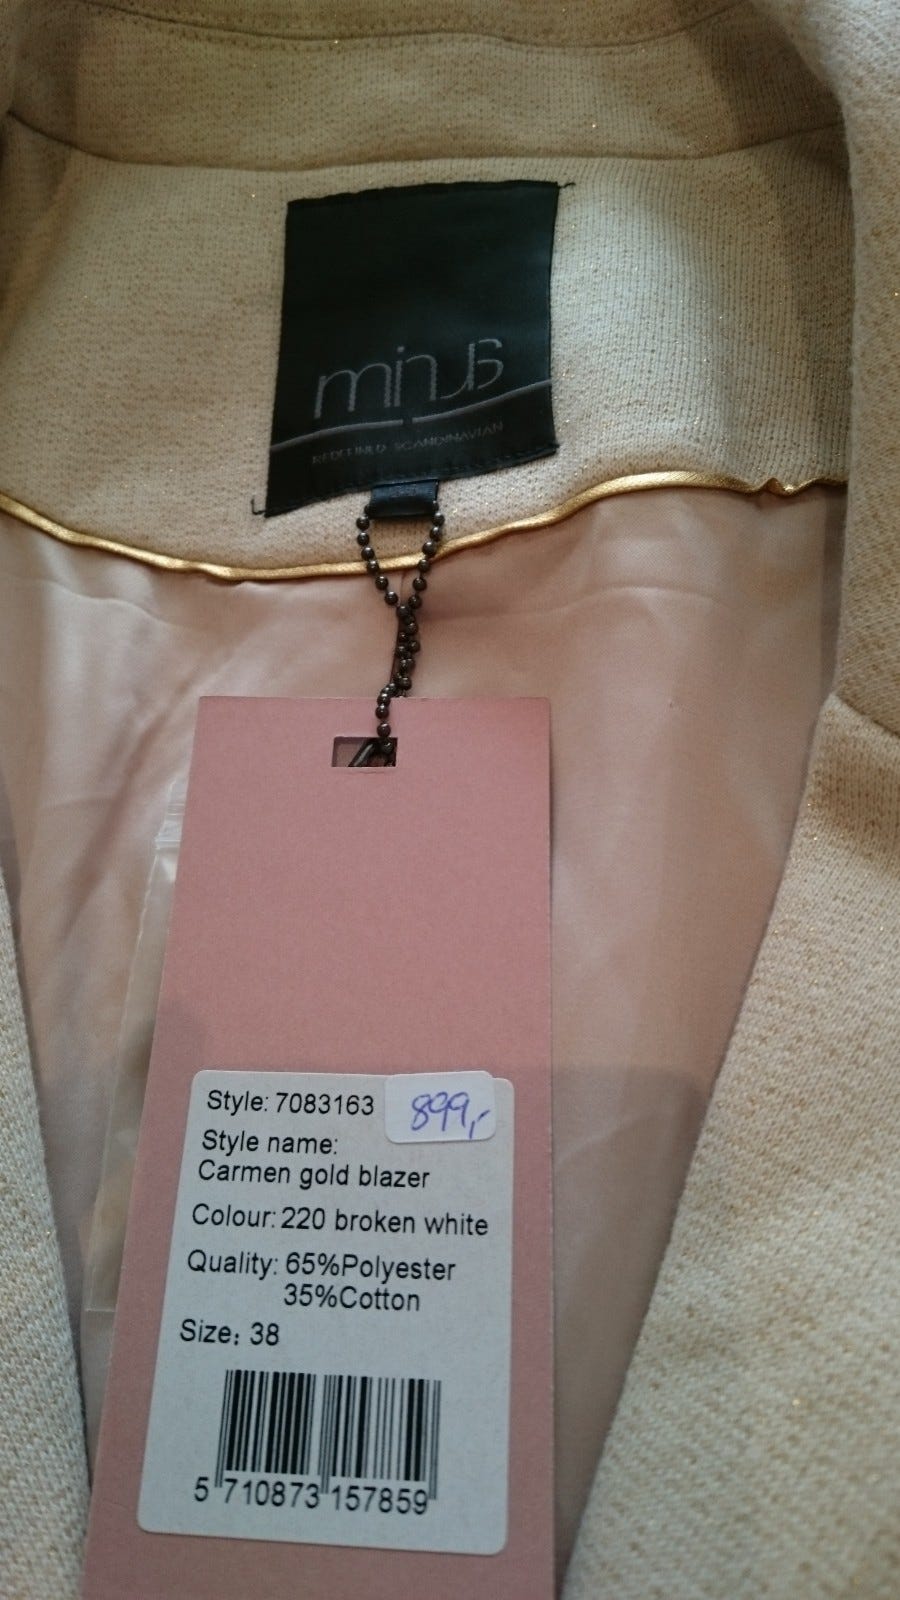 minus
REDEFINED SCANDINAVIAN
Style: 7083163
899,-
Style name:
Carmen gold blazer
Colour: 220 broken white
Quality: 65%Polyester
35%Cotton
Size: 38
5 710873 157859